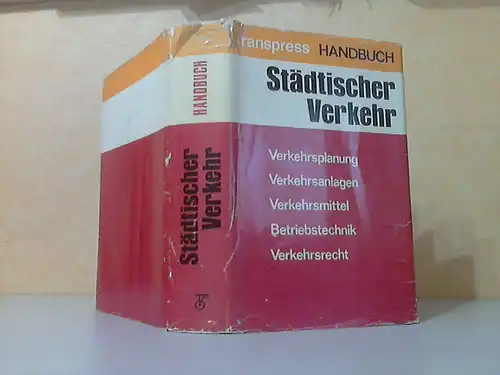 transpress HANDBUCH
Städtischer
Verkehr
Verkehrsplanung
Verkehrsanlagen
Verkehrsmittel
Betriebstechnik
Verkehrsrecht
HANDBUCH
Städtischer
Verkehr